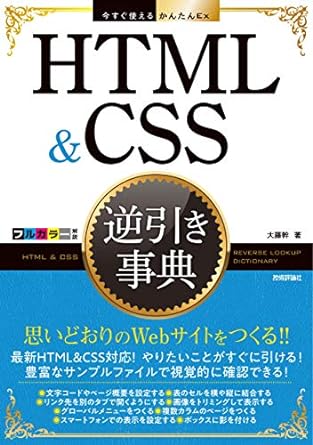 今すぐ使える かんたんEx
HTML
&CSS
フルカラー解説
HTML & CSS
逆引き
事典
大藤幹 著
REVERSE LOOKUP
DICTIONARY
技術評論社
思いどおりのWebサイトをつくる!!
最新HTML&CSS対応! やりたいことがすぐに引ける!
豊富なサンプルファイルで視覚的に確認できる!
◆文字コードやページ概要を設定する ◆表のセルを横や縦に結合する
◆リンク先を別のタブで開くようにする ◆画像をトリミングして表示する
◆グローバルメニューをつくる ◆複数カラムのページをつくる
◆スマートフォンでの表示を設定する ◆ボックスに影を付ける